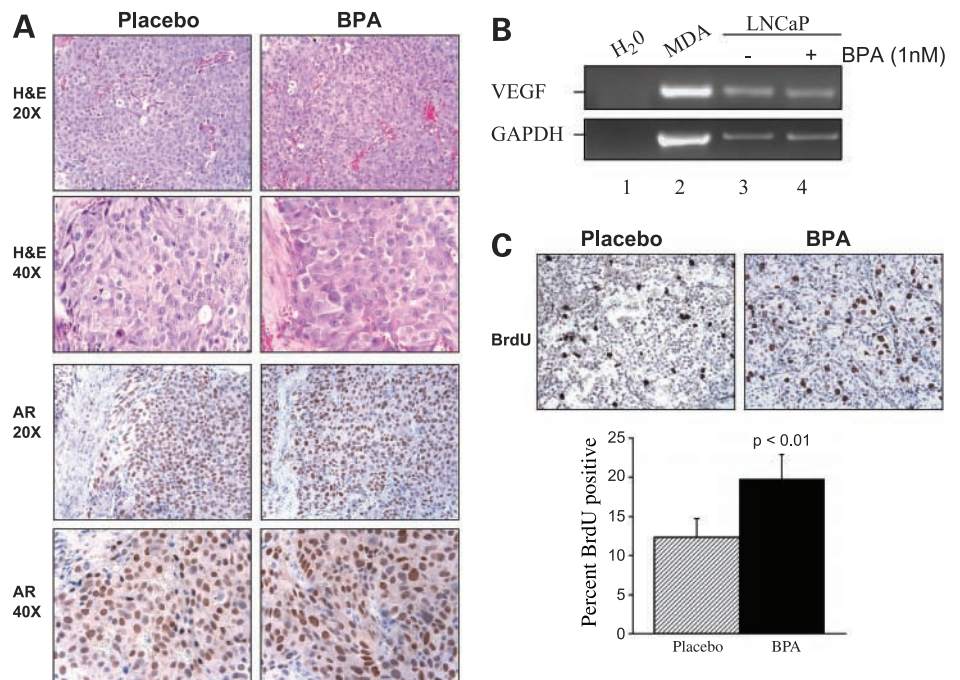 A
Placebo BPA
H&E
20X
H&E
40X
AR
20X
AR
40X
B
H20 MDA LNCaP
- + BPA (1nM)
VEGF
GAPDH
1 2 3 4
C
Placebo BPA
BrdU
Percent BrdU positive
25
20
15
10
5
0
p < 0.01
Placebo BPA